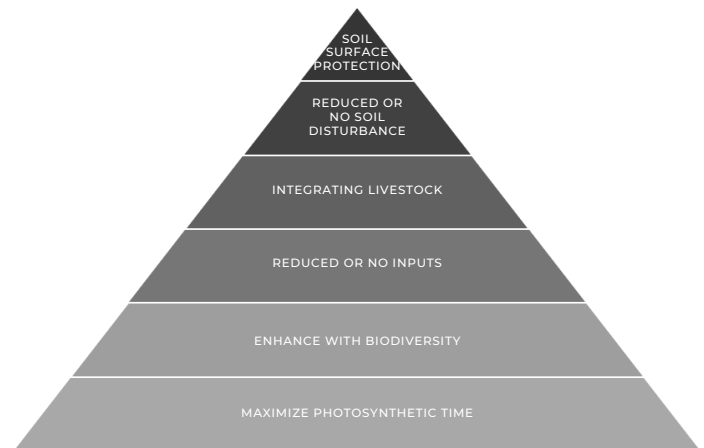 SOIL
SURFACE
PROTECTION
REDUCED OR
NO SOIL
DISTURBANCE
INTEGRATING LIVESTOCK
REDUCED OR NO INPUTS
ENHANCE WITH BIODIVERSITY
MAXIMIZE PHOTOSYNTHETIC TIME